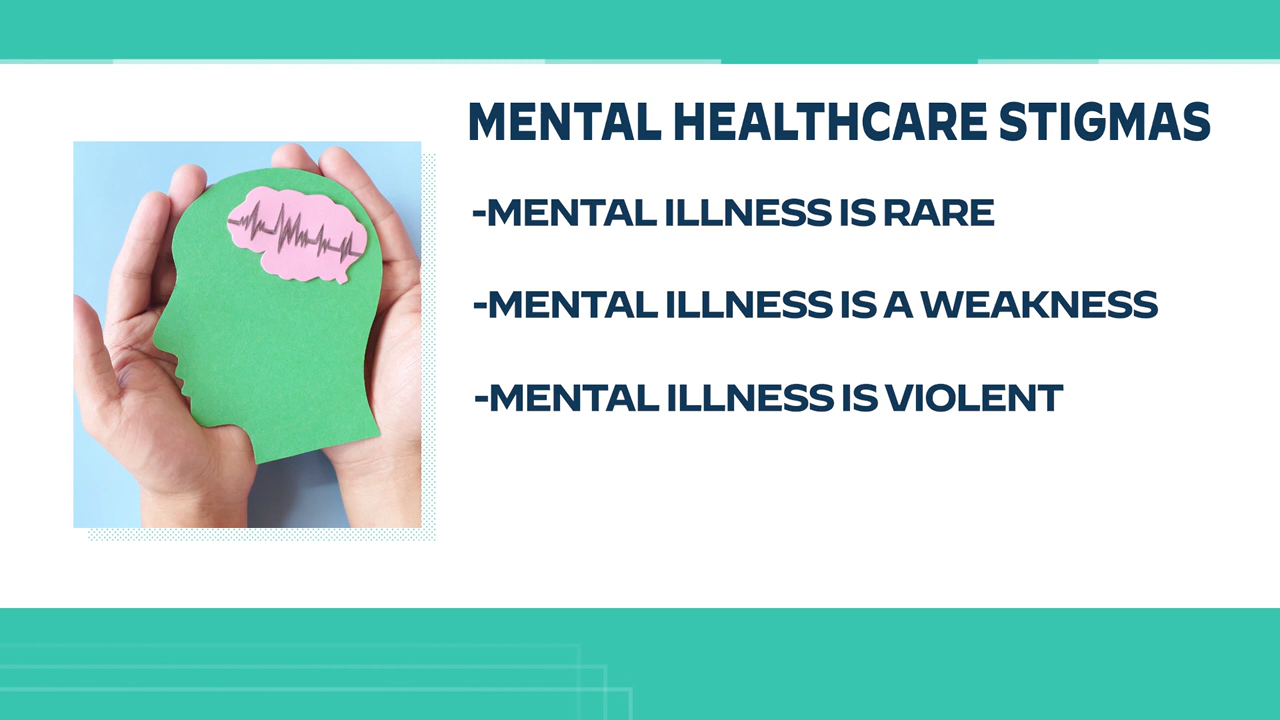 MENTAL HEALTHCARE STIGMAS
-MENTAL ILLNESS IS RARE
-MENTAL ILLNESS IS A WEAKNESS
-MENTAL ILLNESS IS VIOLENT